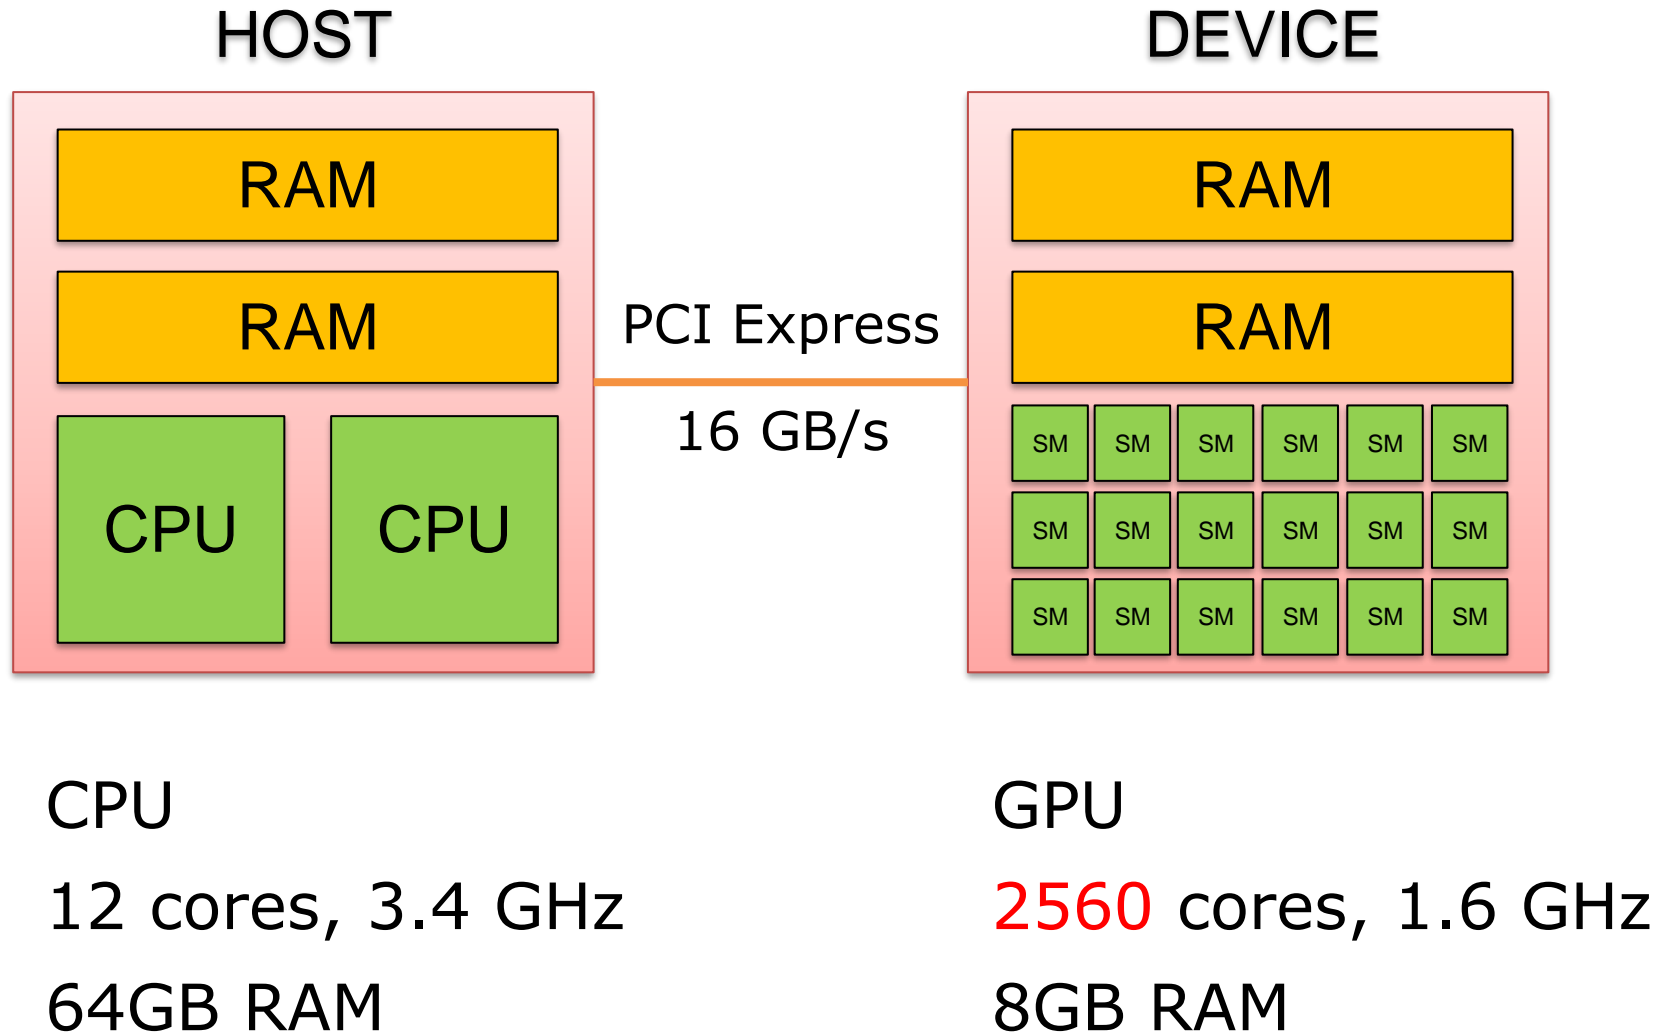 HOST
RAM
RAM
CPU CPU
PCI Express
16 GB/s
DEVICE
RAM
RAM
SM SM SM SM SM SM
SM SM SM SM SM SM
SM SM SM SM SM SM
CPU
12 cores, 3.4 GHz
64GB RAM
GPU
2560 cores, 1.6 GHz
8GB RAM